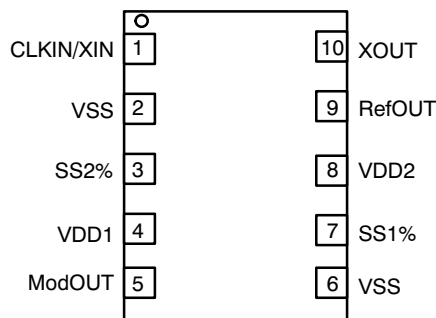 CLKIN/XIN 1 10 XOUT
VSS 2 9 RefOUT
SS2% 3 8 VDD2
VDD1 4 7 SS1%
ModOUT 5 6 VSS